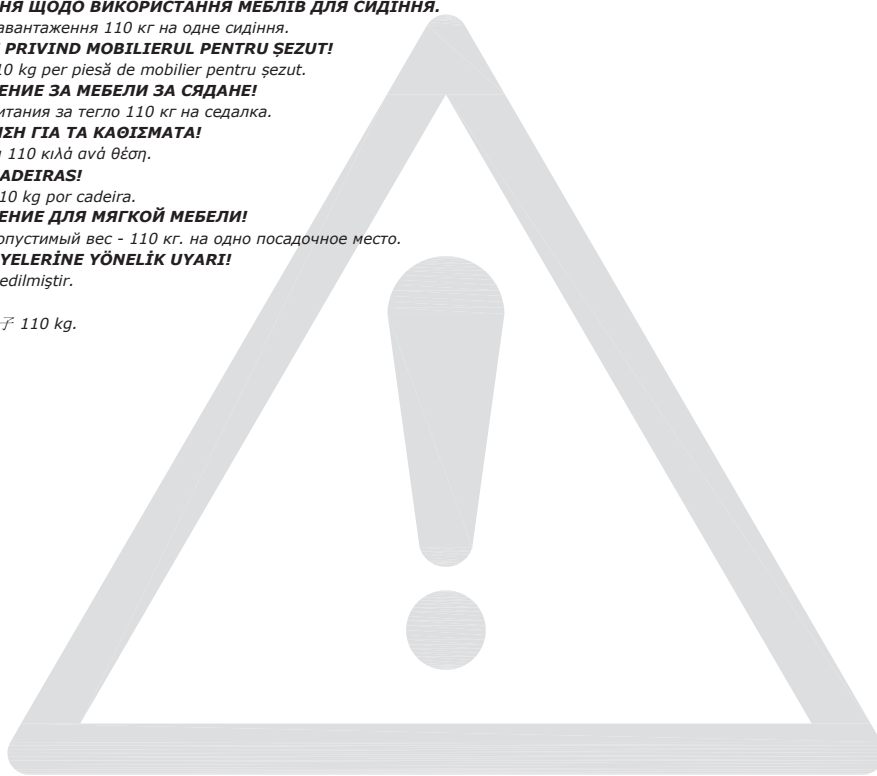 НЯ ЩОДО ВИКОРИСТАННЯ МЕБЛІВ ДЛЯ СИДІННЯ.
авантаження 110 кг на одне сидіння.
PRIVIND MOBILIERUL PENTRU ȘEZUT!
10 kg per piesă de mobilier pentru șezut.
ЕНИЕ ЗА МЕБЕЛИ ЗА СЯДАНЕ!
итания за тегло 110 кг на седалка.
ΣΗ ΓΙΑ ΤΑ ΚΑΘΙΣΜΑΤΑ!
110 κιλά ανά θέση.
ADEIRAS!
10 kg por cadeira.
ЕНИЕ ДЛЯ МЯГКОЙ МЕБЕЛИ!
опустимый вес - 110 кг. на одно посадочное место.
YELERİNE YÖNELİK UYARI!
edilmiştir.
子 110 kg.